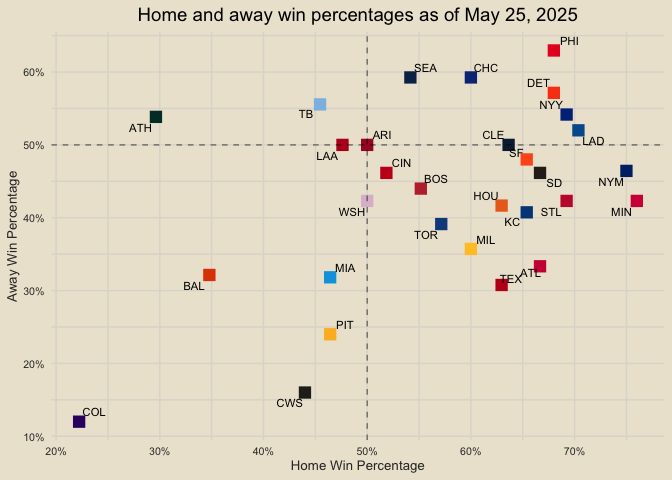 Home and away win percentages as of May 25, 2025
PHI
SEA
CHC
60%
DET
NYY
TB
ATH
ARI
CLE
LAD
50%
LAA
SF
CIN
BOS
SD
NYM
HOU
STL
MIN
WSH
KC
40%
TOR
MIL
MIA
ATL
TEX
BAL
30%
PIT
20%
CWS
COL
10%
Away Win Percentage
20%
30%
40%
50%
60%
70%
Home Win Percentage